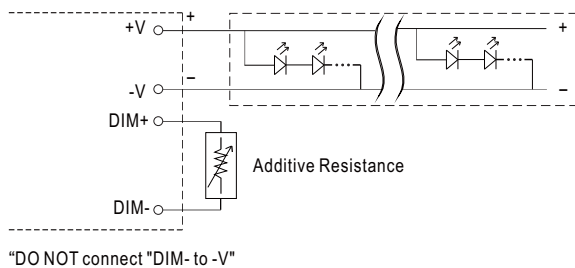 +
+V
+
−
-V
−
DIM+
Additive Resistance
DIM-
“DO NOT connect "DIM- to -V"